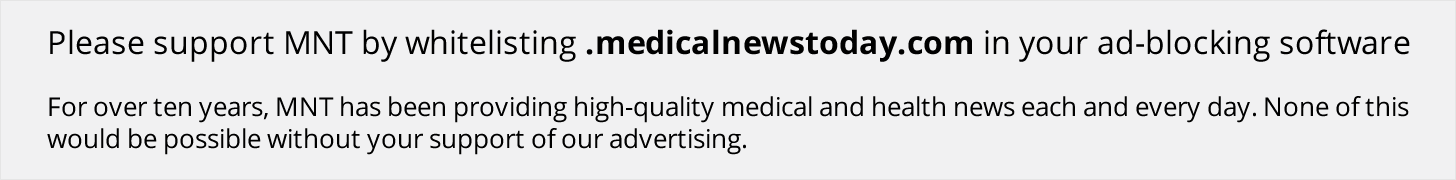 Please support MNT by whitelisting .medicalnewstoday.com in your ad-blocking software
For over ten years, MNT has been providing high-quality medical and health news each and every day. None of this
would be possible without your support of our advertising.